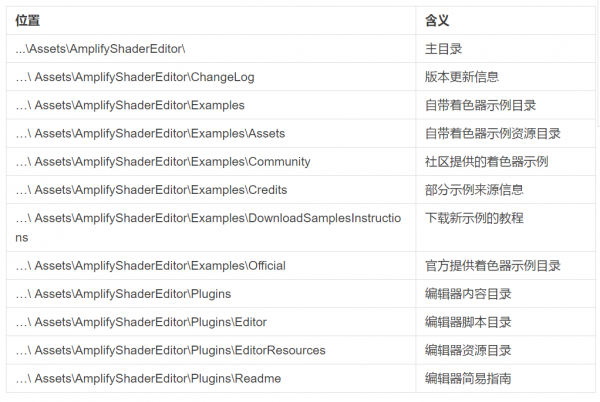 位置 含义
...\Assets\AmplifyShaderEditor\ 主目录
…\ Assets\AmplifyShaderEditor\ChangeLog 版本更新信息
…\ Assets\AmplifyShaderEditor\Examples 自带着色器示例目录
…\ Assets\AmplifyShaderEditor\Examples\Assets 自带着色器示例资源目录
…\ Assets\AmplifyShaderEditor\Examples\Community 社区提供的着色器示例
…\ Assets\AmplifyShaderEditor\Examples\Credits 部分示例来源信息
…\ Assets\AmplifyShaderEditor\Examples\DownloadSamplesInstructio 下载新示例的教程
ns
…\ Assets\AmplifyShaderEditor\Examples\Official 官方提供着色器示例目录
…\ Assets\AmplifyShaderEditor\Plugins 编辑器内容目录
…\ Assets\AmplifyShaderEditor\Plugins\Editor 编辑器脚本目录
…\ Assets\AmplifyShaderEditor\Plugins\EditorResources 编辑器资源目录
…\ Assets\AmplifyShaderEditor\Plugins\Readme 编辑器简易指南